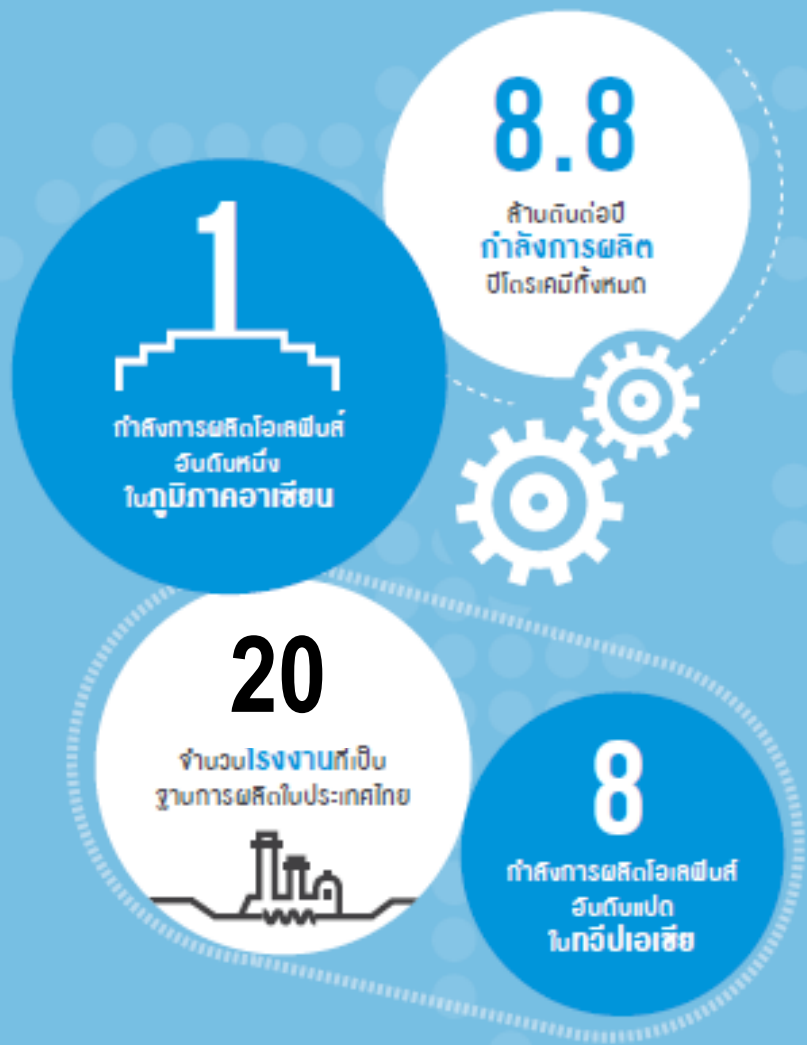 8.8
ล้านตันต่อปี
กำลังการผลิต
ปิโตรเคมีทั้งหมด
1
กำลังการผลิตโอเลฟินส์
อันดับหนึ่ง
ในภูมิภาคอาเซียน
20
จำนวนโรงงานที่เป็น
ฐานการผลิตในประเทศไทย
8
กำลังการผลิตโอเลฟินส์
อันดับแปด
ในทวีปเอเชีย